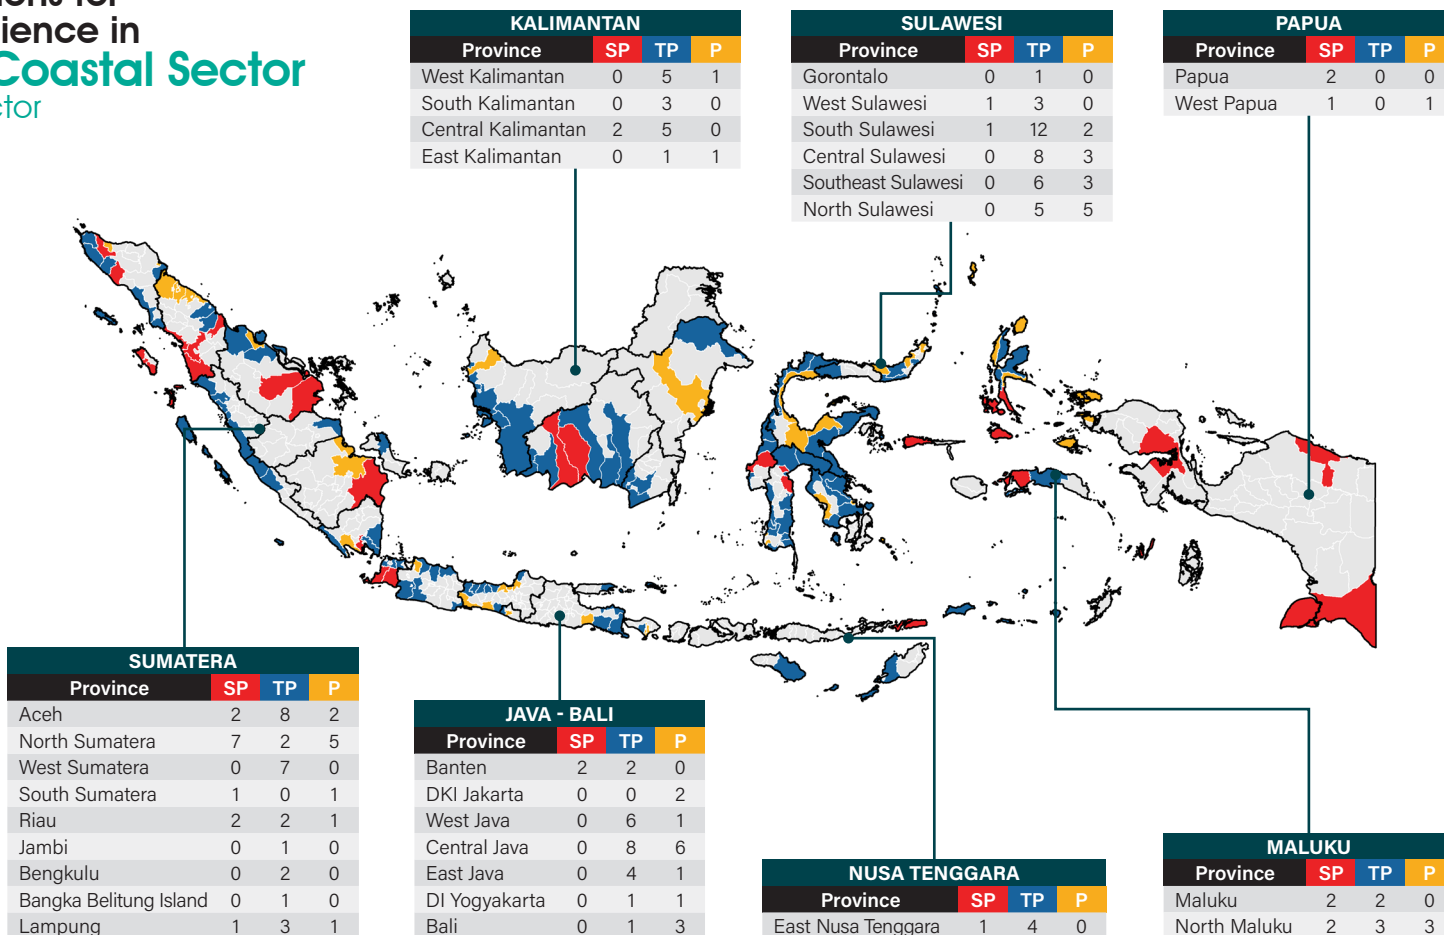 ience in
Coastal Sector
ctor
KALIMANTAN
Province SP TP P
West Kalimantan 0 5 1
South Kalimantan 0 3 0
Central Kalimantan 2 5 0
East Kalimantan 0 1 1
SULAWESI
Province SP TP P
Gorontalo 0 1 0
West Sulawesi 1 3 0
South Sulawesi 1 12 2
Central Sulawesi 0 8 3
Southeast Sulawesi 0 6 3
North Sulawesi 0 5 5
PAPUA
Province SP TP P
Papua 2 0 0
West Papua 1 0 1
SUMATERA
Province SP TP P
Aceh 2 8 2
North Sumatera 7 2 5
West Sumatera 0 7 0
South Sumatera 1 0 1
Riau 2 2 1
Jambi 0 1 0
Bengkulu 0 2 0
Bangka Belitung Island 0 1 0
Lampung 1 3 1
JAVA - BALI
Province SP TP P
Banten 2 2 0
DKI Jakarta 0 0 2
West Java 0 6 1
Central Java 0 8 6
East Java 0 4 1
DI Yogyakarta 0 1 1
Bali 0 1 3
NUSA TENGGARA
Province SP TP P
East Nusa Tenggara 1 4 0
MALUKU
Province SP TP P
Maluku 2 2 0
North Maluku 2 3 3